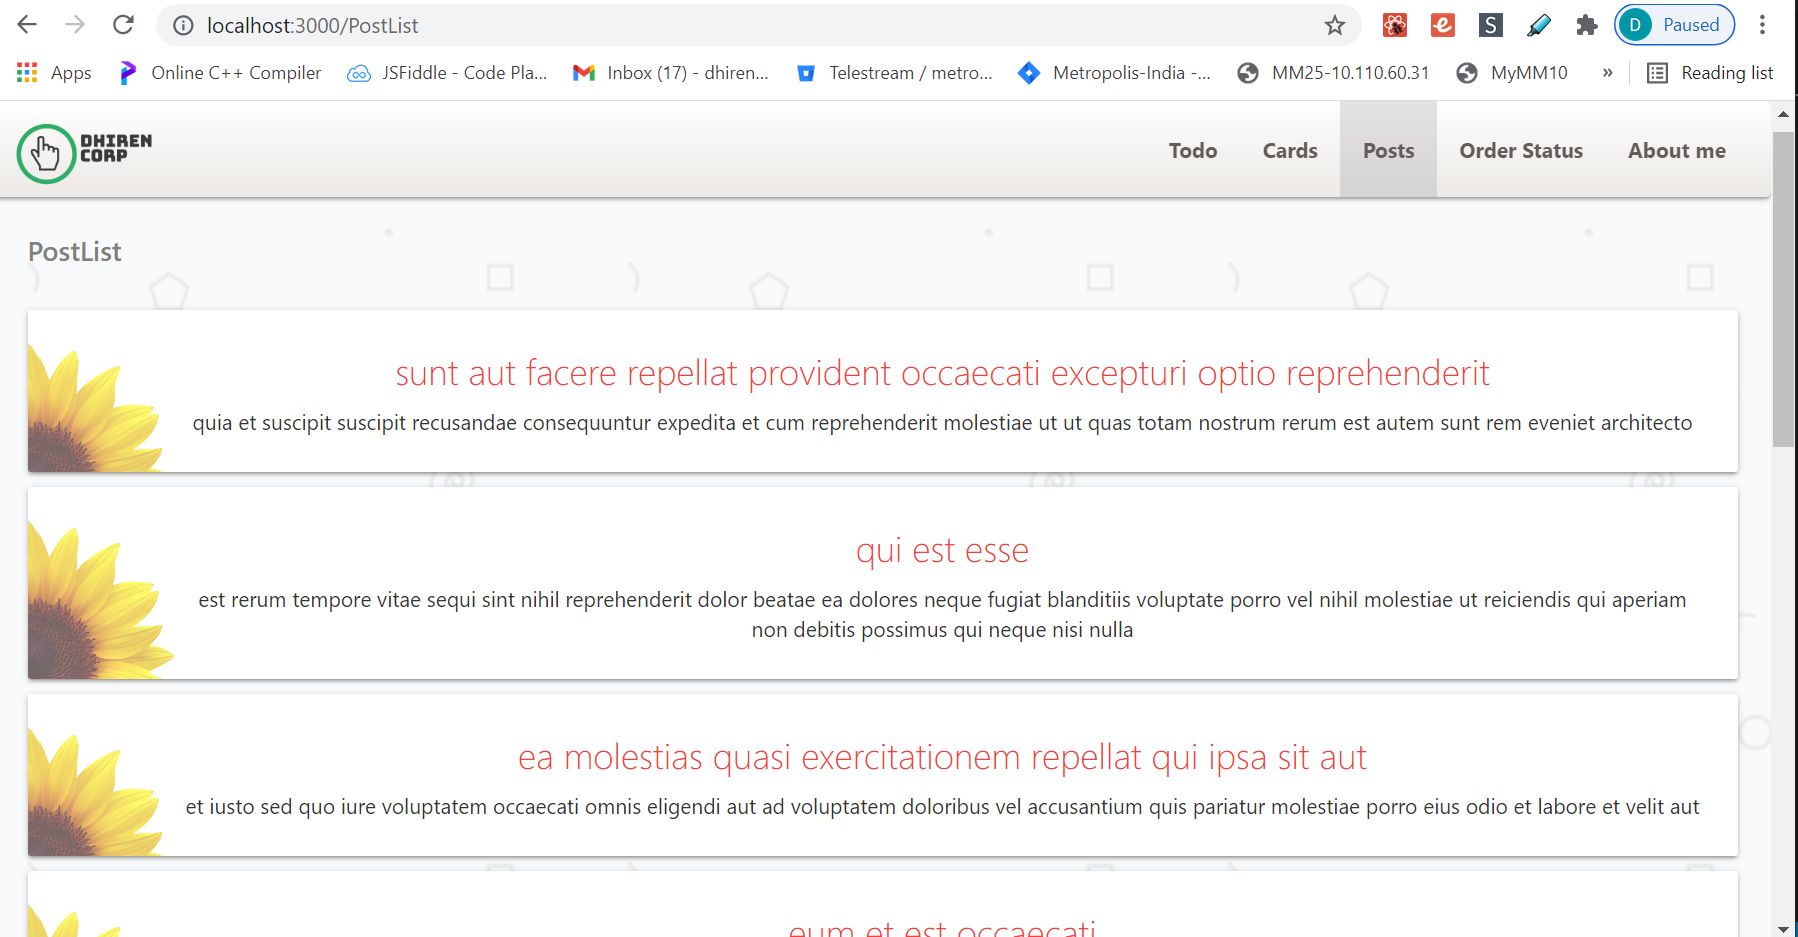 localhost:3000/PostList
D Paused
Apps
Online C++ Compiler
JSFiddle - Code Pla...
Inbox (17) - dhiren...
Telestream / metro...
Metropolis-India -...
MM25-10.110.60.31
MyMM10
»
Reading list
DHIREN
CORP
Todo
Cards
Posts
Order Status
About me
PostList
sunt aut facere repellat provident occaecati excepturi optio reprehenderit
quia et suscipit suscipit recusandae consequuntur expedita et cum reprehenderit molestiae ut ut quas totam nostrum rerum est autem sunt rem eveniet architecto
qui est esse
est rerum tempore vitae sequi sint nihil reprehenderit dolor beatae ea dolores neque fugiat blanditiis voluptate porro vel nihil molestiae ut reiciendis qui aperiam
non debitis possimus qui neque nisi nulla
ea molestias quasi exercitationem repellat qui ipsa sit aut
et iusto sed quo iure voluptatem occaecati omnis eligendi aut ad voluptatem doloribus vel accusantium quis pariatur molestiae porro eius odio et labore et velit aut
eum et est occaecati